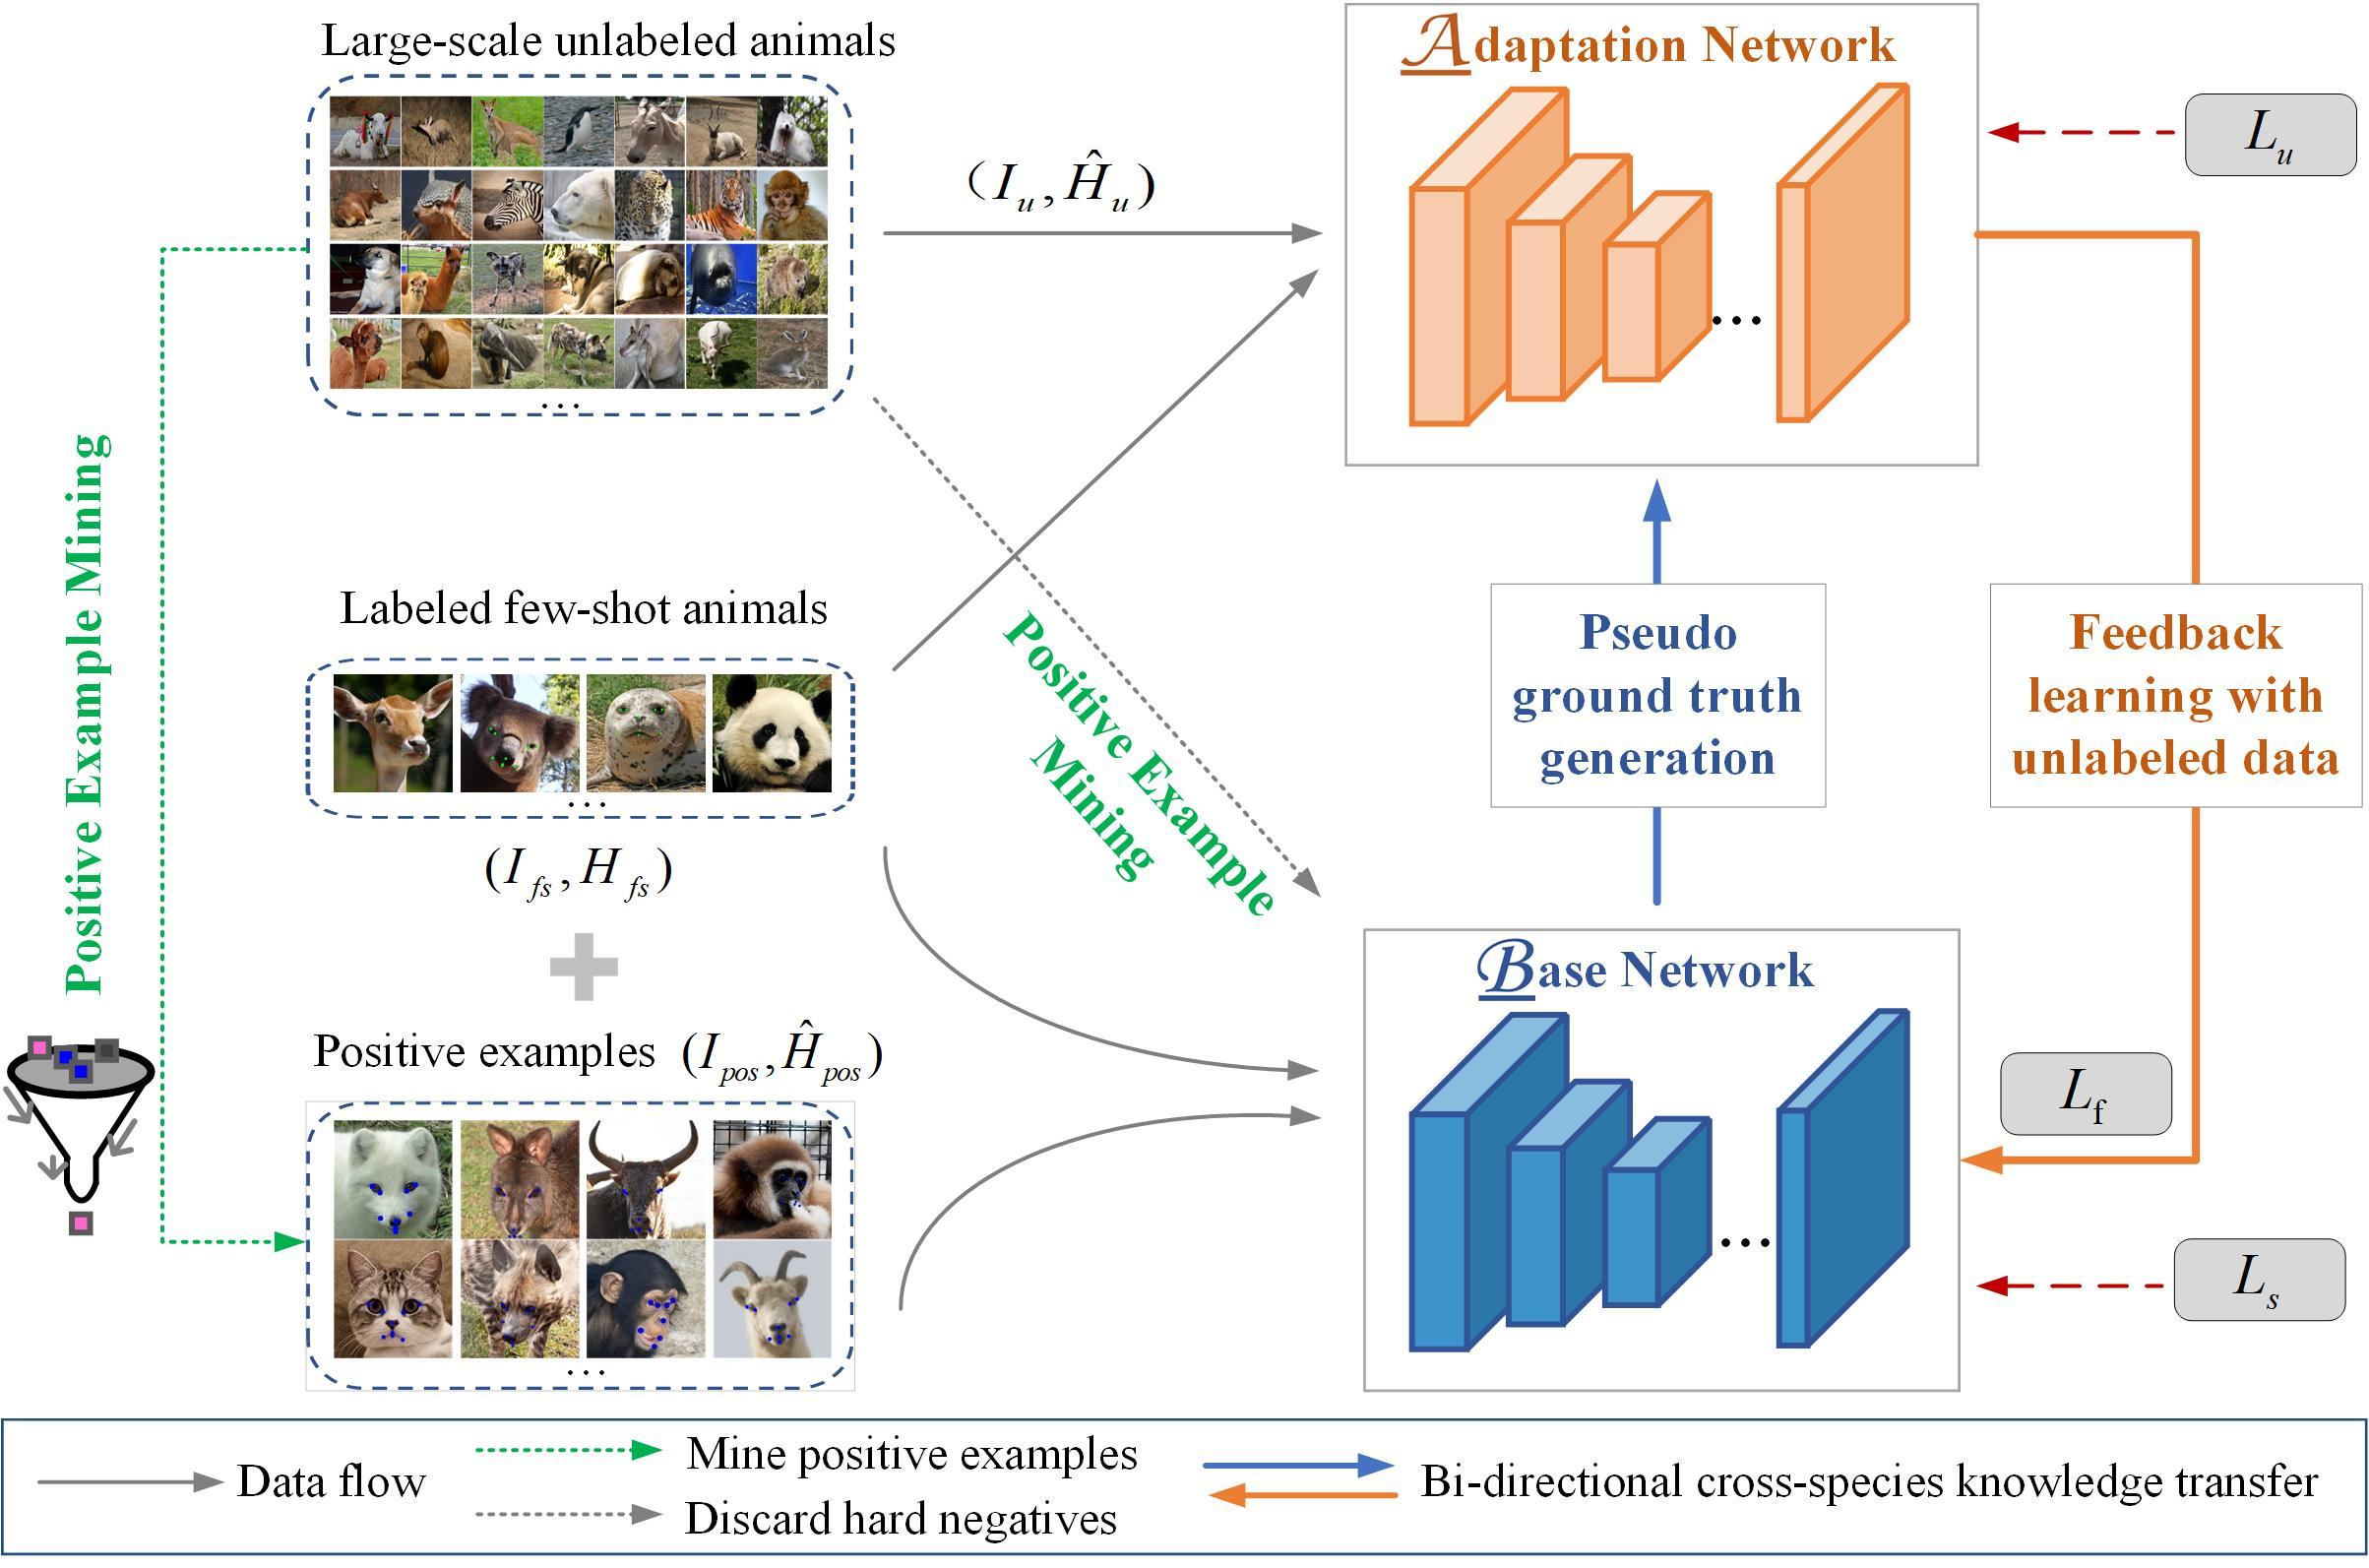 Large-scale unlabeled animals
...
Positive Example Mining
Labeled few-shot animals
...
(I_fs, H_fs)
Positive examples (I_pos, Ĥ_pos)
...
(I_u, Ĥ_u)
Positive Example
Mining
Adaptation Network
...
L_u
Pseudo
ground truth
generation
Feedback
learning with
unlabeled data
Base Network
...
L_f
L_s
Data flow
Mine positive examples
Discard hard negatives
Bi-directional cross-species knowledge transfer